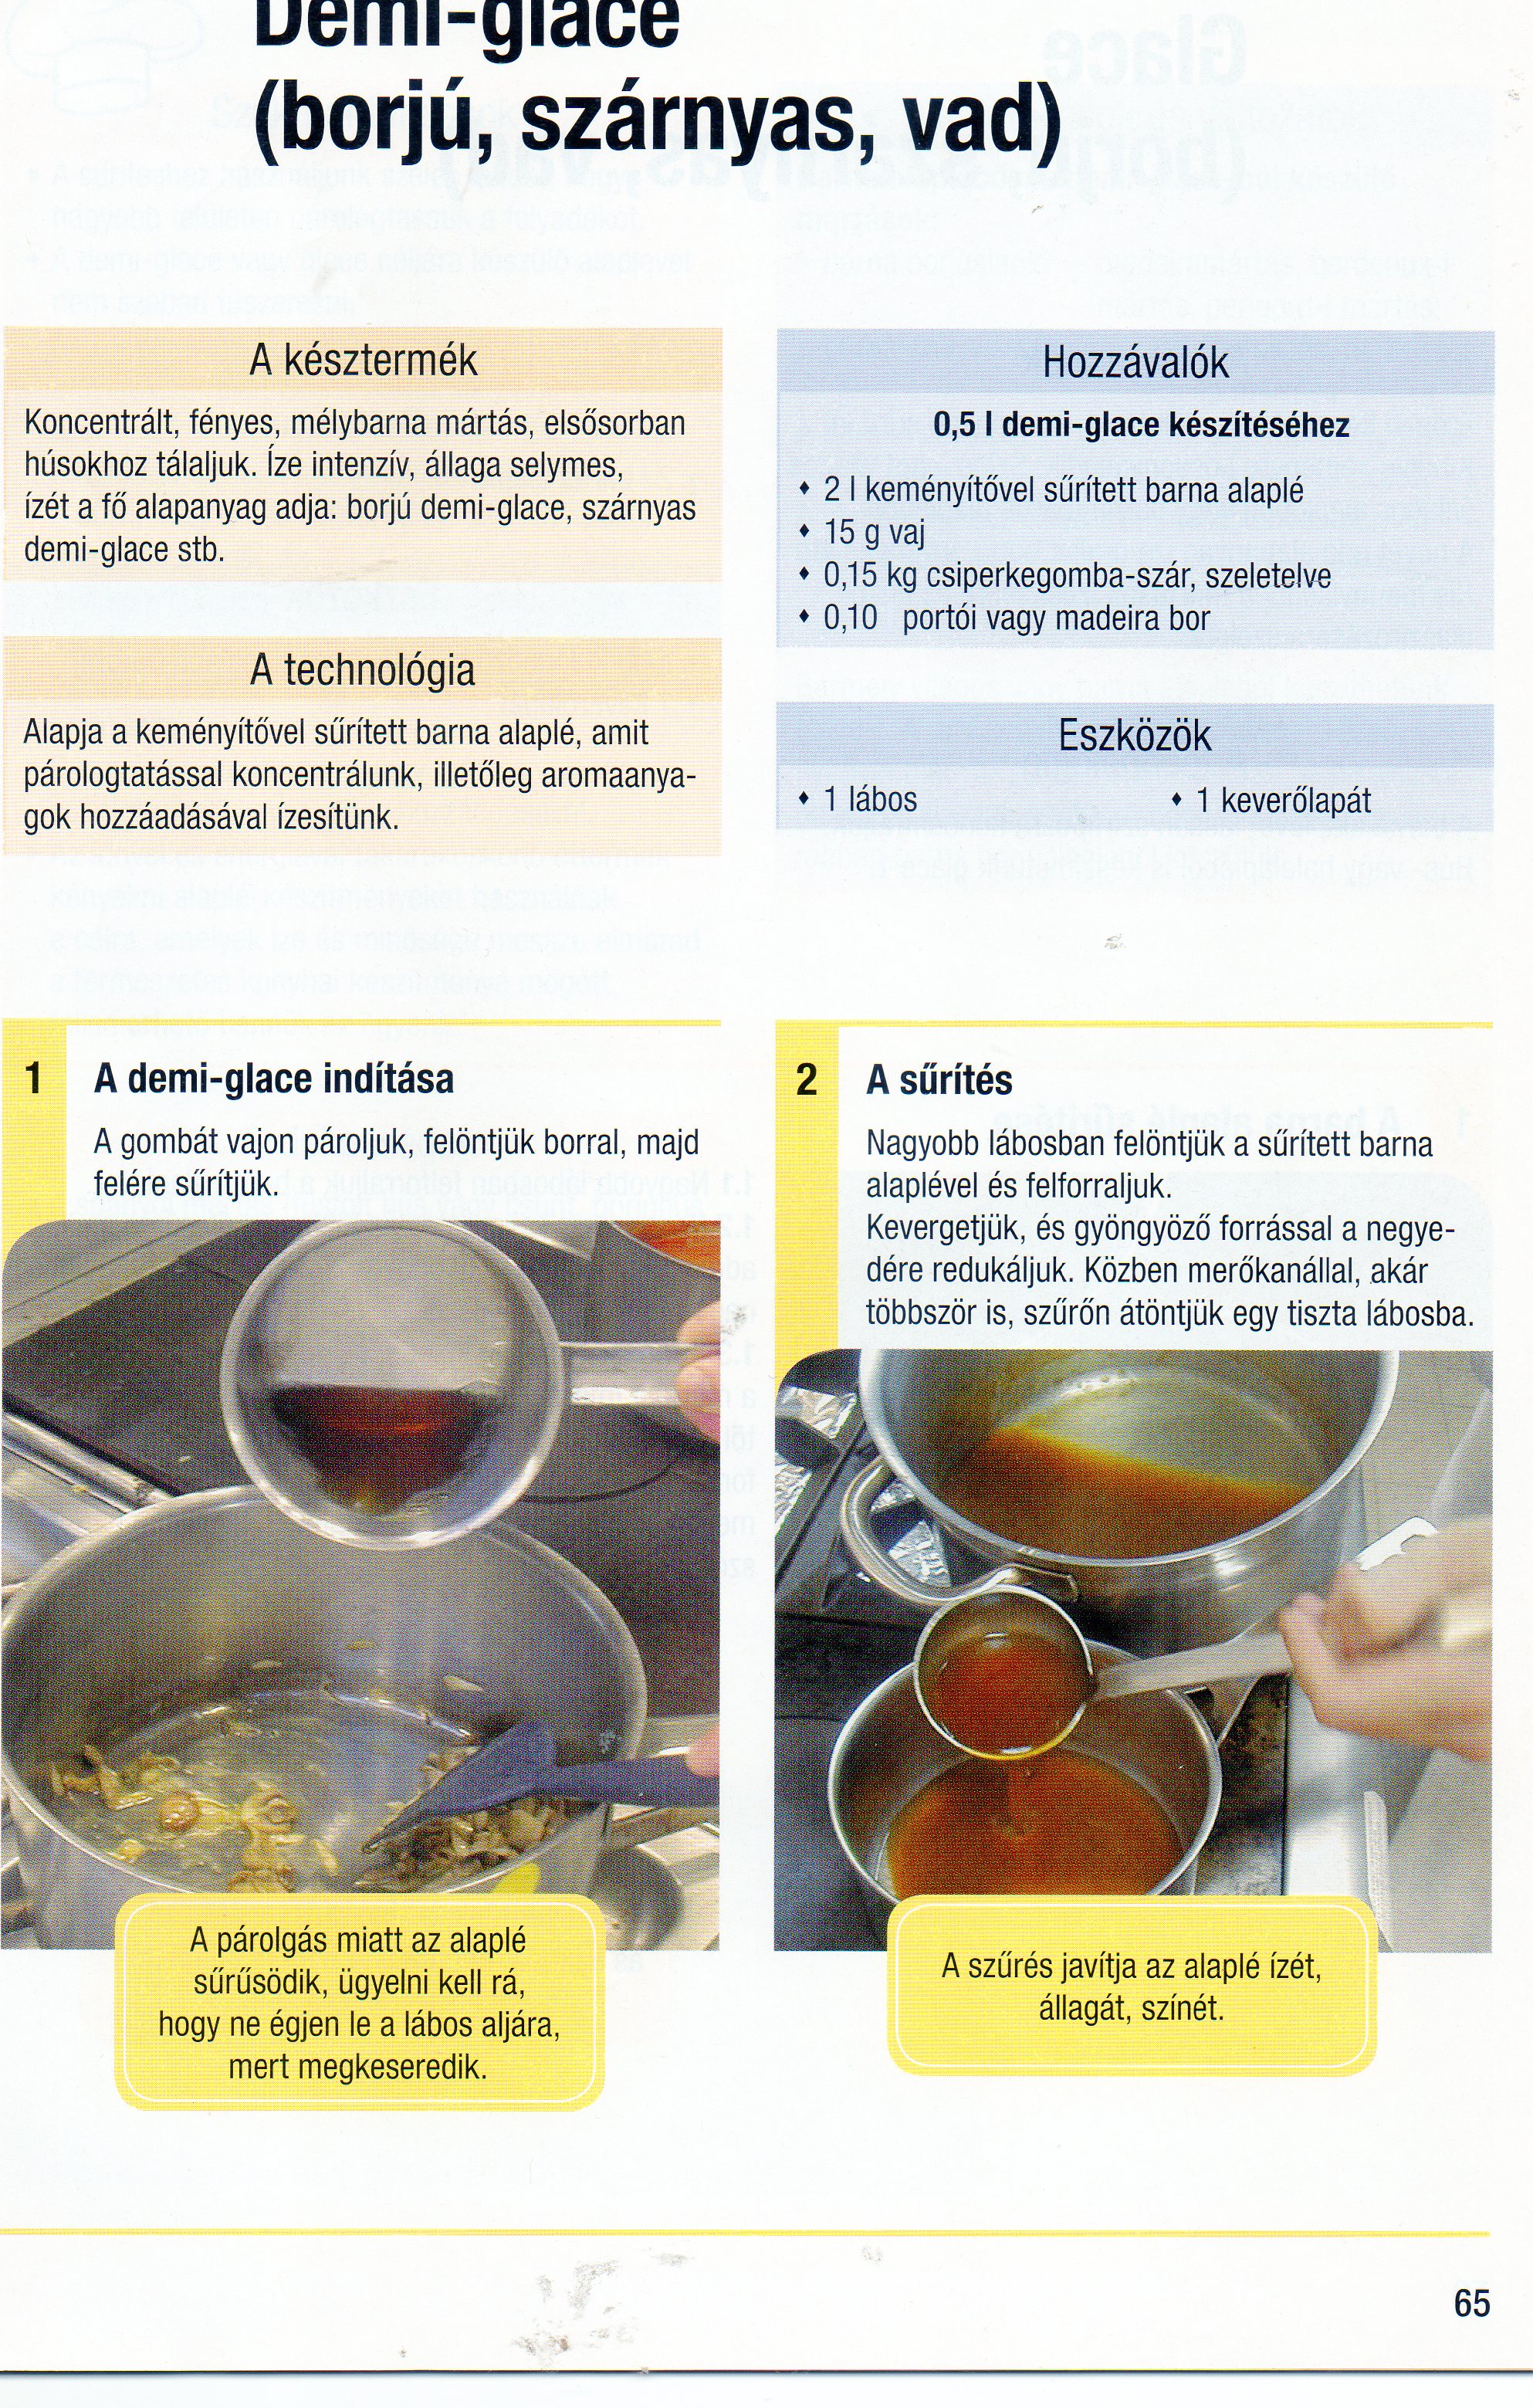 Demi-glace
(borjú, szárnyas, vad)
A késztermék
Koncentrált, fényes, mélybarna mártás, elsősorban
húsokhoz tálaljuk. Íze intenzív, állaga selymes,
ízét a fő alapanyag adja: borjú demi-glace, szárnyas
demi-glace stb.
A technológia
Alapja a keményítővel sűrített barna alaplé, amit
párologtatással koncentrálunk, illetőleg aromaanya-
gok hozzáadásával ízesítünk.
Hozzávalók
0,5 l demi-glace készítéséhez
♦ 2 l keményítővel sűrített barna alaplé
♦ 15 g vaj
♦ 0,15 kg csiperkegomba-szár, szeletelve
♦ 0,10 portói vagy madeira bor
Eszközök
♦ 1 lábos
♦ 1 keverőlapát
1 A demi-glace indítása
A gombát vajon pároljuk, felöntjük borral, majd
felére sűrítjük.
A párolgás miatt az alaplé
sűrűsödik, ügyelni kell rá,
hogy ne égjen le a lábos aljára,
mert megkeseredik.
2 A sűrítés
Nagyobb lábosban felöntjük a sűrített barna
alaplével és felforraljuk.
Kevergetjük, és gyöngyöző forrással a negye-
dére redukáljuk. Közben merőkanállal, akár
többször is, szűrőn átöntjük egy tiszta lábosba.
A szűrés javítja az alaplé ízét,
állagát, színét.
65